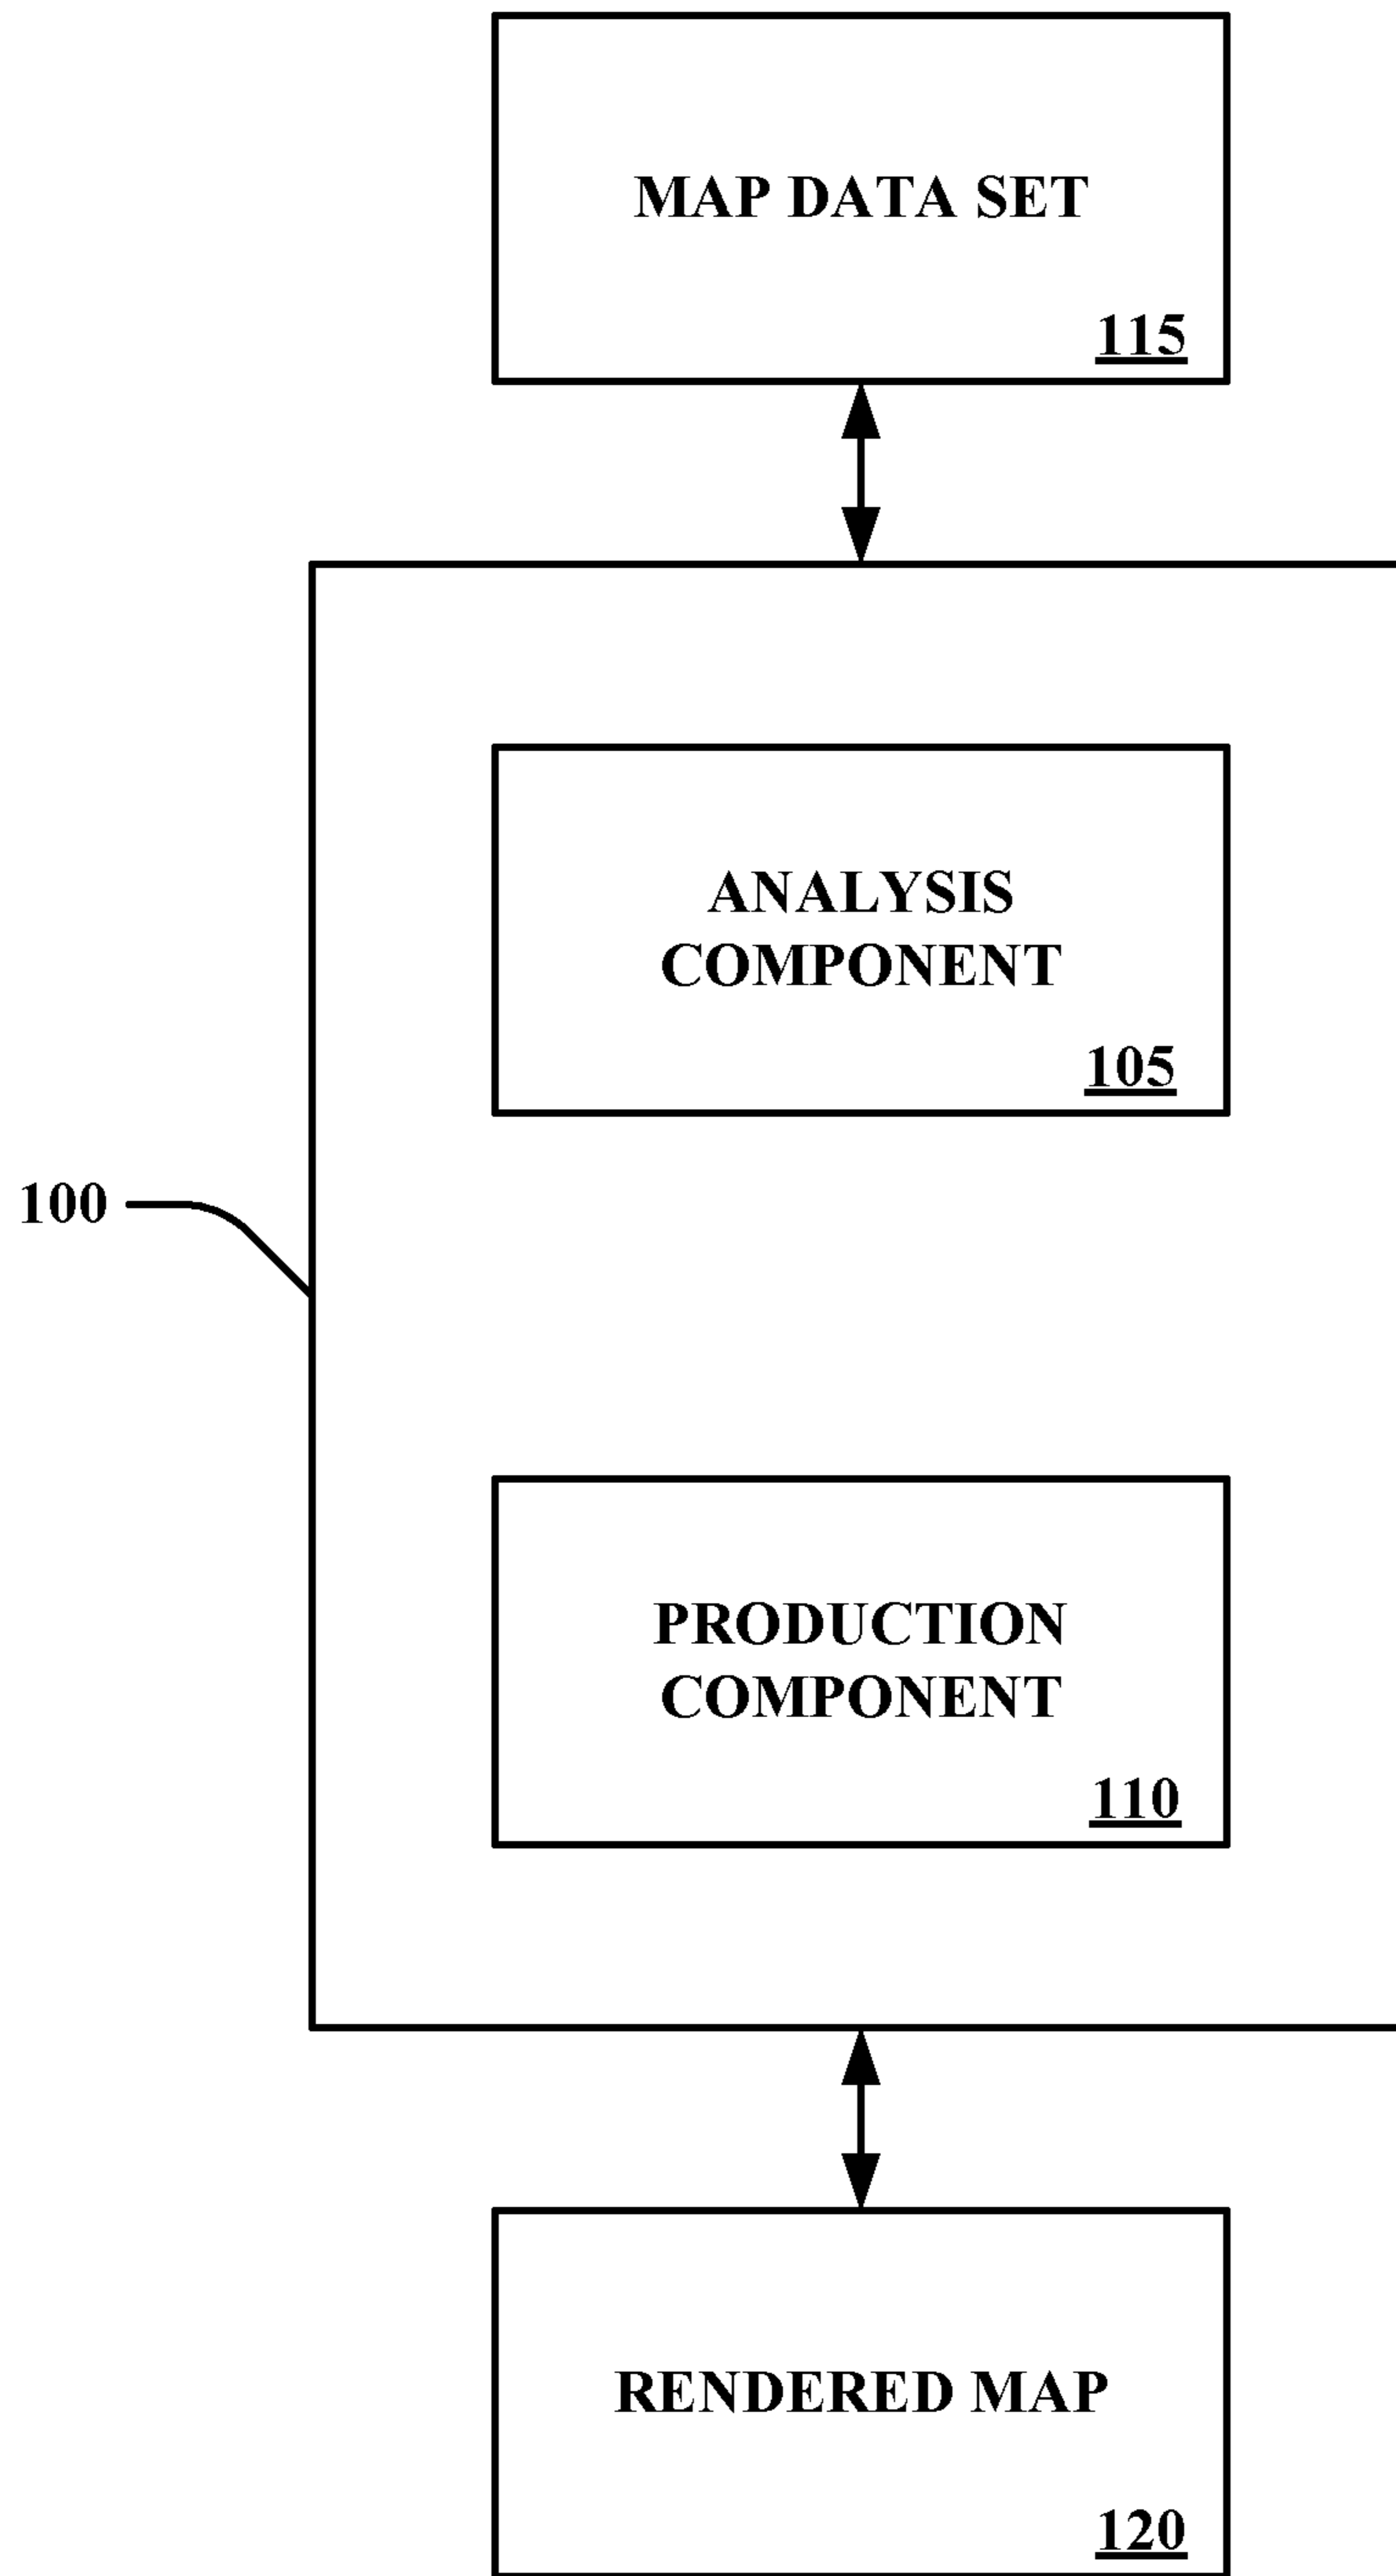 MAP DATA SET
115
ANALYSIS
COMPONENT
105
100
PRODUCTION
COMPONENT
110
RENDERED MAP
120